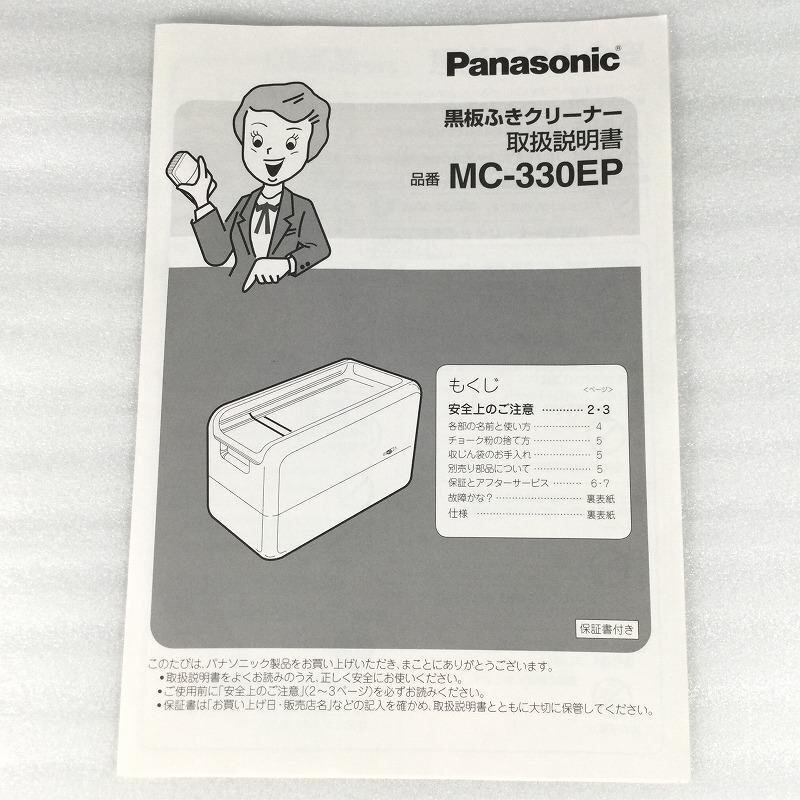 Panasonic®
黒板ふきクリーナー
取扱説明書
品番 MC-330EP
もくじ <ページ>
安全上のご注意 ………… 2・3
各部の名前と使い方 ………… 4
チョーク粉の捨て方 ………… 5
収じん袋のお手入れ ………… 5
別売り部品について ………… 5
保証とアフターサービス ……… 6・7
故障かな? ………………… 裏表紙
仕様 ……………………… 裏表紙
保証書付き
このたびは、パナソニック製品をお買い上げいただき、まことにありがとうございます。
●取扱説明書をよくお読みのうえ、正しく安全にお使いください。
●ご使用前に「安全上のご注意」(2~3ページ)を必ずお読みください。
●保証書は「お買い上げ日・販売店名」などの記入を確かめ、取扱説明書とともに大切に保管してください。